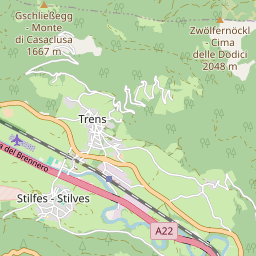 Gschließegg
- Monte
di Casaclusa
1667 m
Zwölfernöckl
- Cima
delle Dodici
2048 m
Trens
a del Brennero
Stilfes - Stilves
A22